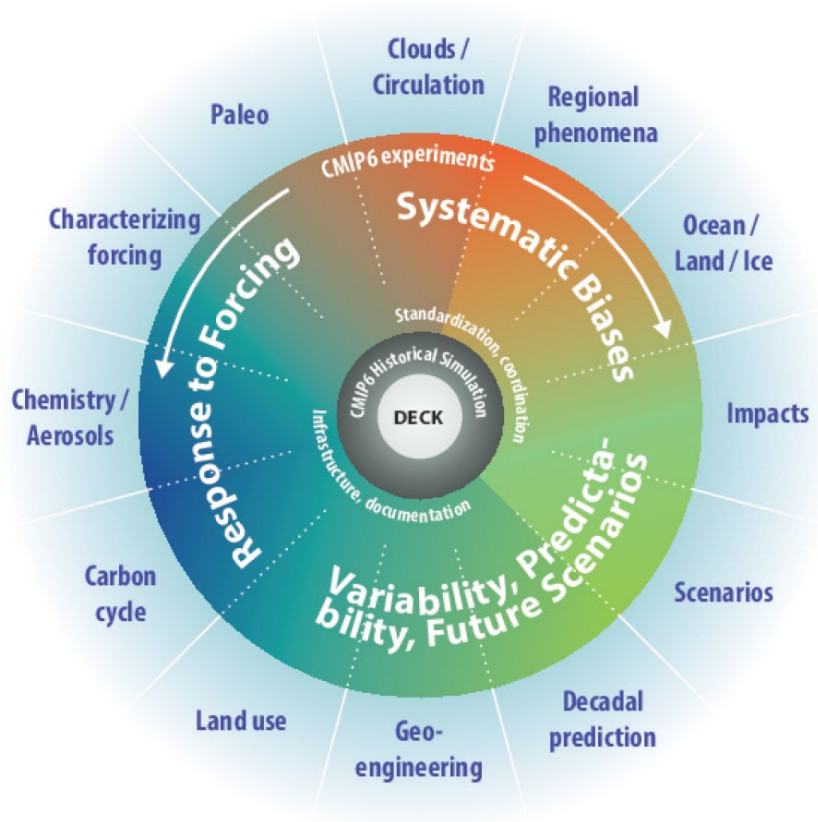 Clouds /
Circulation
Regional
phenomena
Ocean /
Land / Ice
Impacts
Scenarios
Decadal
prediction
Geo-
engineering
Land use
Carbon
cycle
Chemistry /
Aerosols
Characterizing
forcing
Paleo
CMIP6 experiments
Systematic Biases
Variability, Predicta-
bility, Future Scenarios
Response to Forcing
Standardization, coordination
Infrastructure, documentation
CMIP6 Historical Simulation
DECK